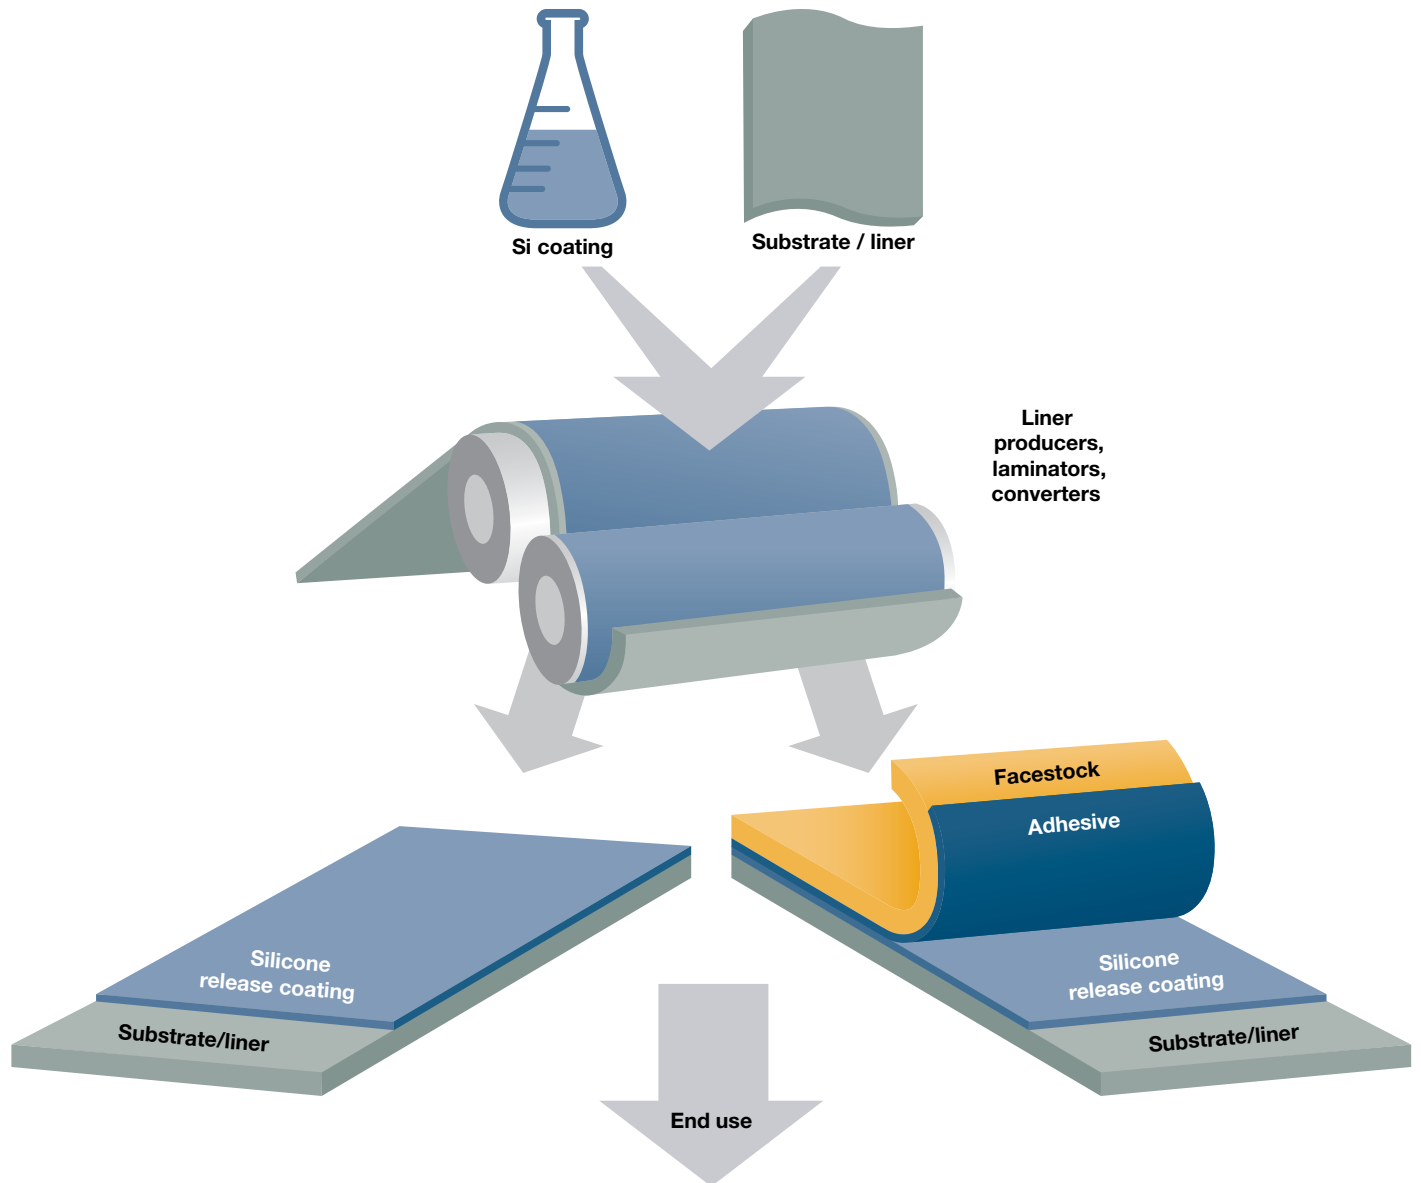 Si coating
Substrate / liner
Liner
producers,
laminators,
converters
Facestock
Adhesive
Silicone
release coating
Substrate/liner
Silicone
release coating
Substrate/liner
End use